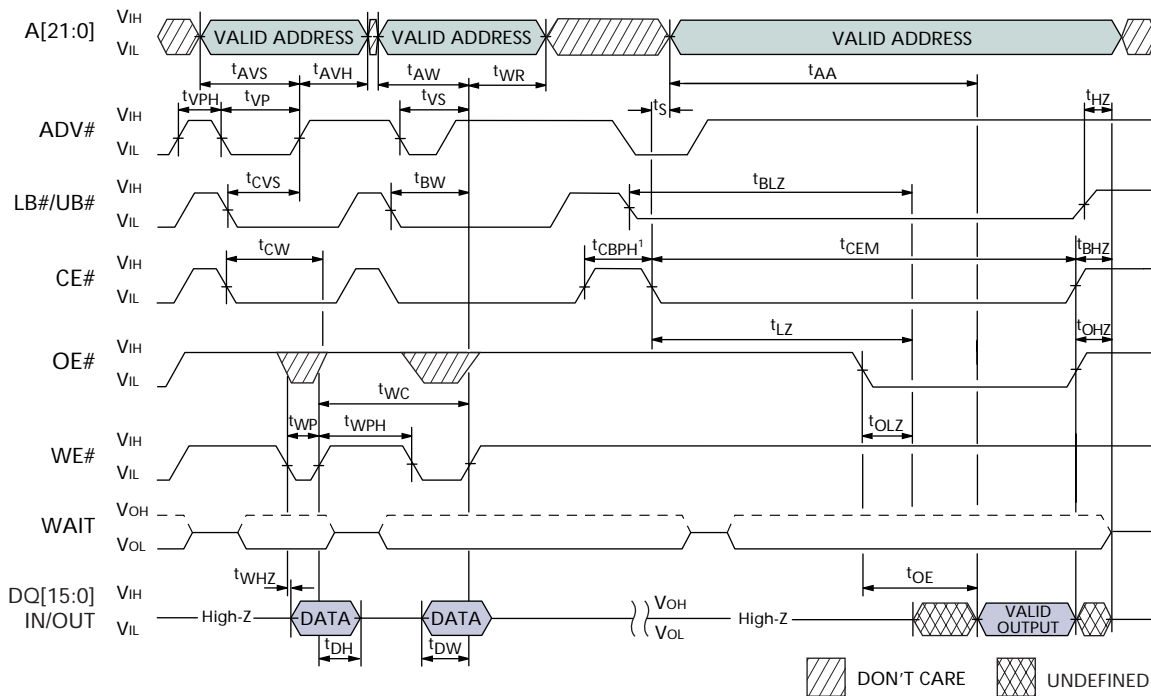 A[21:0] VIH VIL VALID ADDRESS VALID ADDRESS VALID ADDRESS
tAVS tAVH tAW tWR tAA
tVPH tVP tVS tS tHZ
ADV# VIH VIL
tCVS tBW tBLZ
LB#/UB# VIH VIL
tCW tCBPH¹ tCEM tBHZ
CE# VIH VIL
tLZ tOHZ
OE# VIH VIL
tWC
tWP tWPH tOLZ
WE# VIH VIL
WAIT VOH VOL
tWHZ tOE
DQ[15:0] IN/OUT VIH VIL High-Z DATA DATA VOH VOL High-Z VALID OUTPUT
tDH tDW
DON'T CARE UNDEFINED